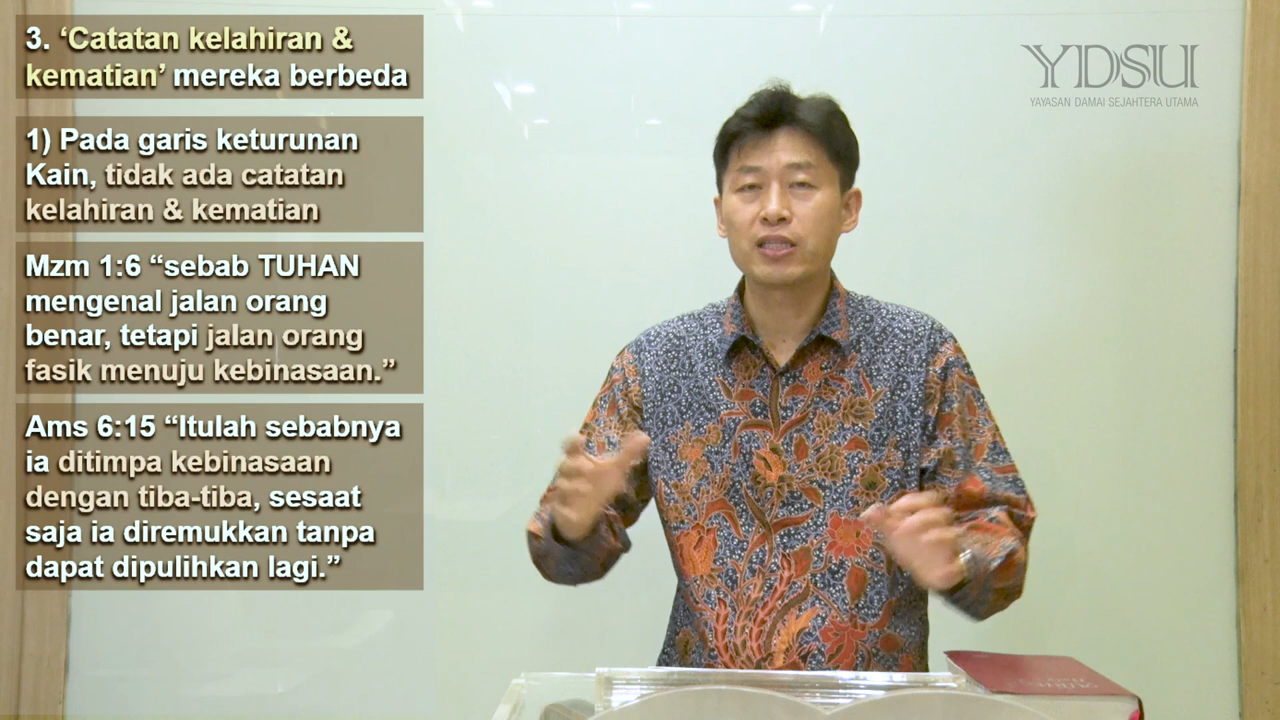 3. ‘Catatan kelahiran &
kematian’ mereka berbeda
1) Pada garis keturunan
Kain, tidak ada catatan
kelahiran & kematian
Mzm 1:6 “sebab TUHAN
mengenal jalan orang
benar, tetapi jalan orang
fasik menuju kebinasaan.”
Ams 6:15 “Itulah sebabnya
ia ditimpa kebinasaan
dengan tiba-tiba, sesaat
saja ia diremukkan tanpa
dapat dipulihkan lagi.”
YDSU
YAYASAN DAMAI SEJAHTERA UTAMA